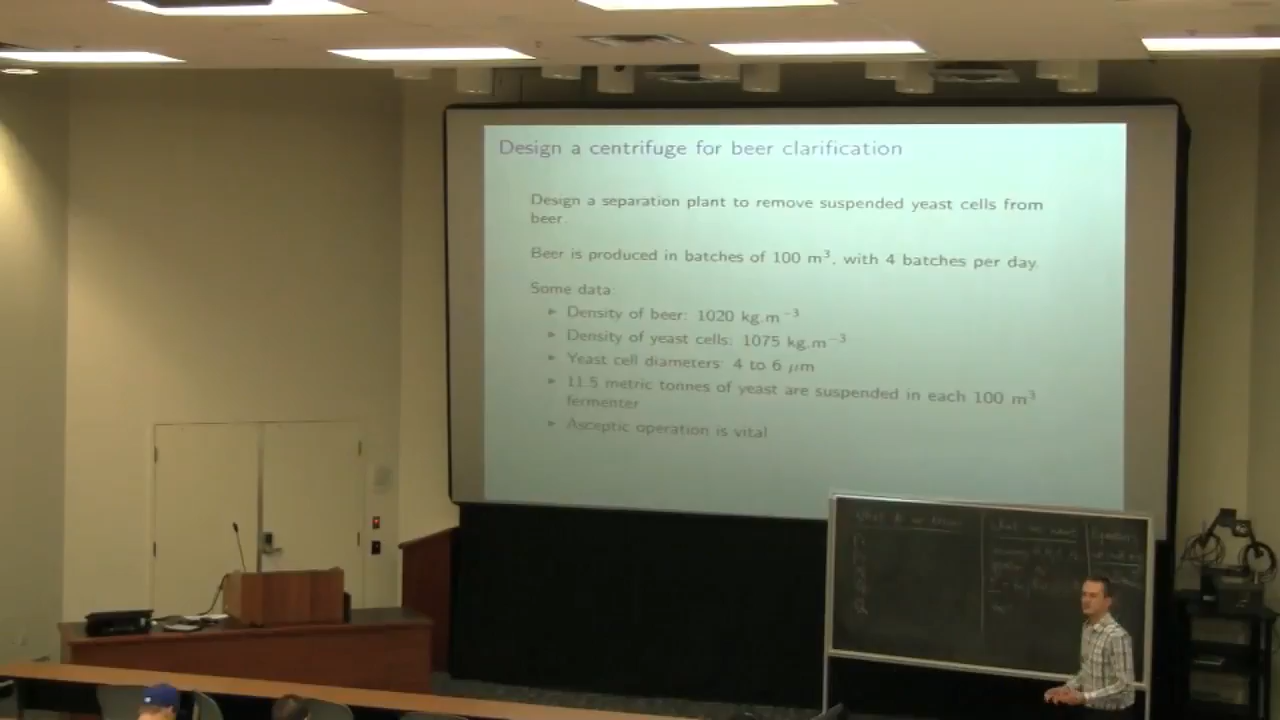 Design a centrifuge for beer clarification
Design a separation plant to remove suspended yeast cells from
beer.
Beer is produced in batches of 100 m³, with 4 batches per day.
Some data:
► Density of beer: 1020 kg.m⁻³
► Density of yeast cells: 1075 kg.m⁻³
► Yeast cell diameters: 4 to 6 μm
► 11.5 metric tonnes of yeast are suspended in each 100 m³
fermenter
► Asceptic operation is vital